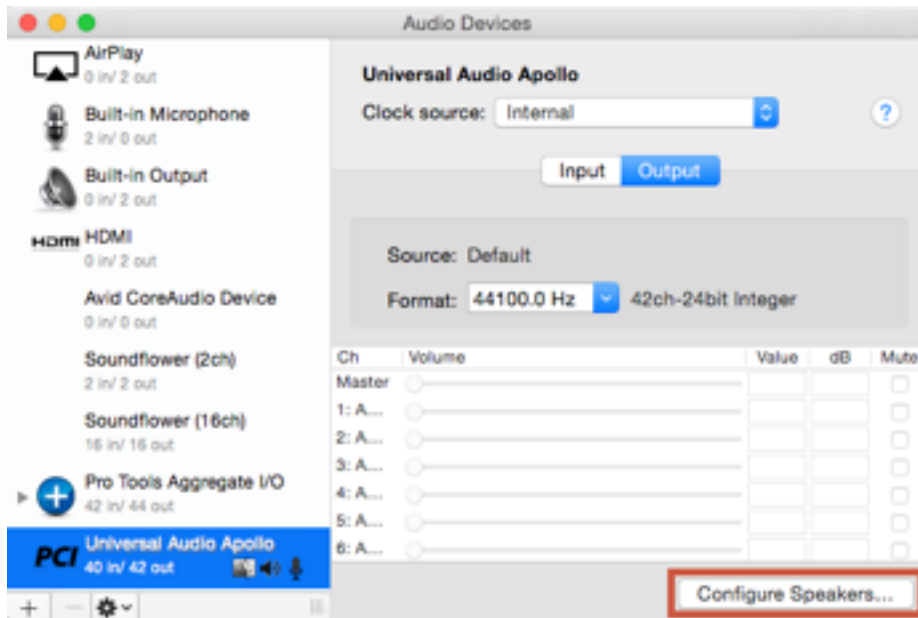 Audio Devices
AirPlay
0 in/ 2 out
Built-in Microphone
2 in/ 0 out
Built-in Output
0 in/ 2 out
HDMI HDMI
0 in/ 2 out
Avid CoreAudio Device
0 in/ 0 out
Soundflower (2ch)
2 in/ 2 out
Soundflower (16ch)
16 in/ 16 out
Pro Tools Aggregate I/O
42 in/ 44 out
PCI Universal Audio Apollo
40 in/ 42 out
Universal Audio Apollo
Clock source: Internal
?
Input Output
Source: Default
Format: 44100.0 Hz 42ch-24bit Integer
Ch Volume Value dB Mute
Master
1: A...
2: A...
3: A...
4: A...
5: A...
6: A...
Configure Speakers...